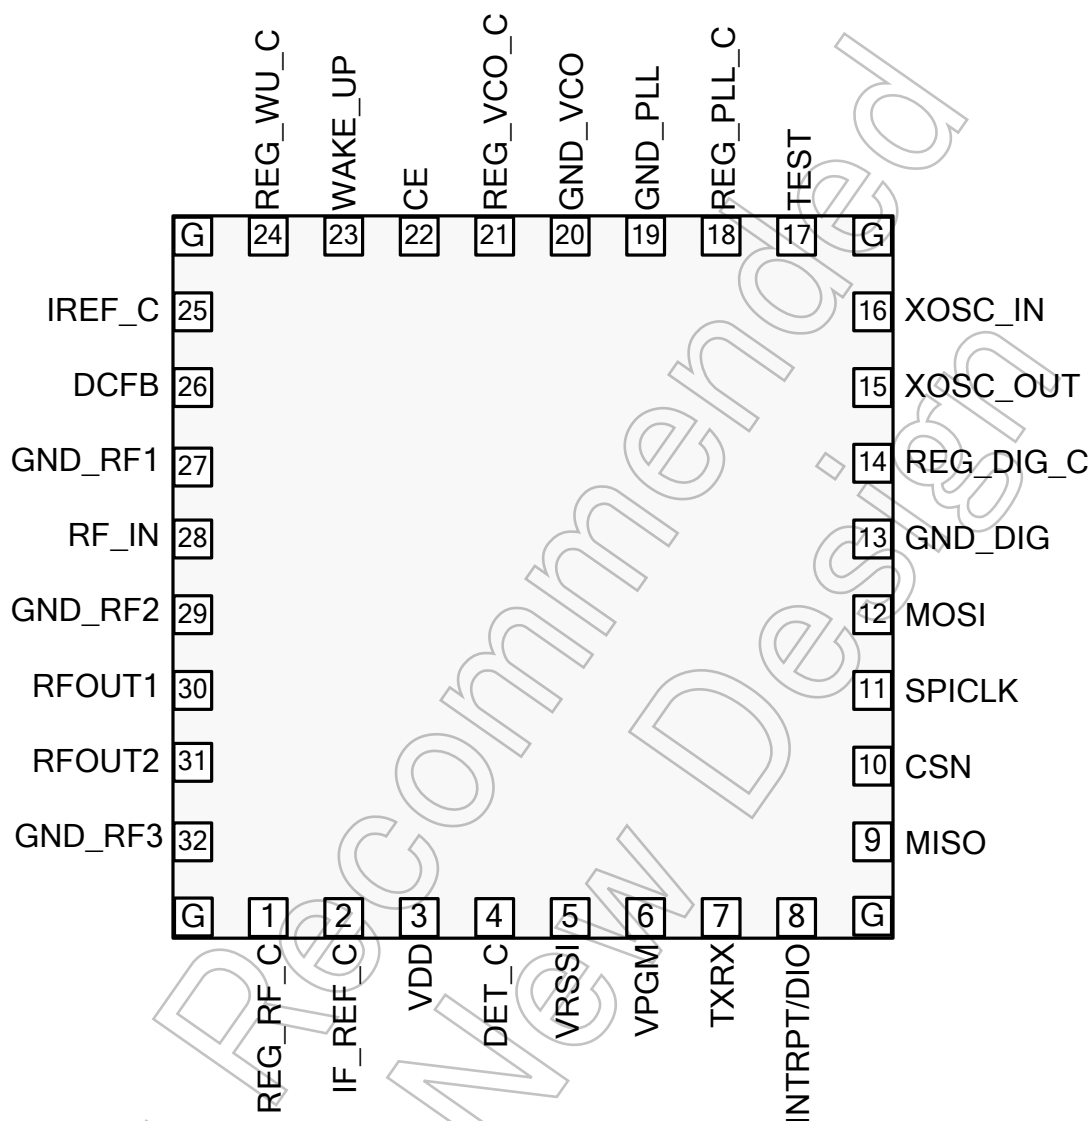 REG_WU_C
WAKE_UP
CE
REG_VCO_C
GND_VCO
GND_PLL
REG_PLL_C
TEST
G 24 23 22 21 20 19 18 17 G
IREF_C 25
16 XOSC_IN
DCFB 26
15 XOSC_OUT
GND_RF1 27
14 REG_DIG_C
RF_IN 28
13 GND_DIG
GND_RF2 29
12 MOSI
RFOUT1 30
11 SPICLK
RFOUT2 31
10 CSN
GND_RF3 32
9 MISO
G 1 2 3 4 5 6 7 8 G
REG_RF_C
IF_REF_C
VDD
DET_C
VRSSI
VPGM
TXRX
INTRPT/DIO
Recommended
New Design